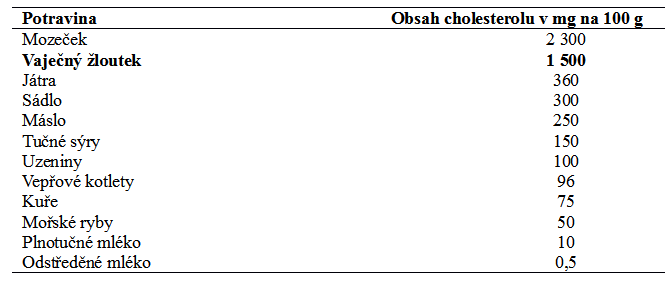 Potravina Obsah cholesterolu v mg na 100 g
Mozeček 2 300
Vaječný žloutek 1 500
Játra 360
Sádlo 300
Máslo 250
Tučné sýry 150
Uzeniny 100
Vepřové kotlety 96
Kuře 75
Mořské ryby 50
Plnotučné mléko 10
Odstředěné mléko 0,5